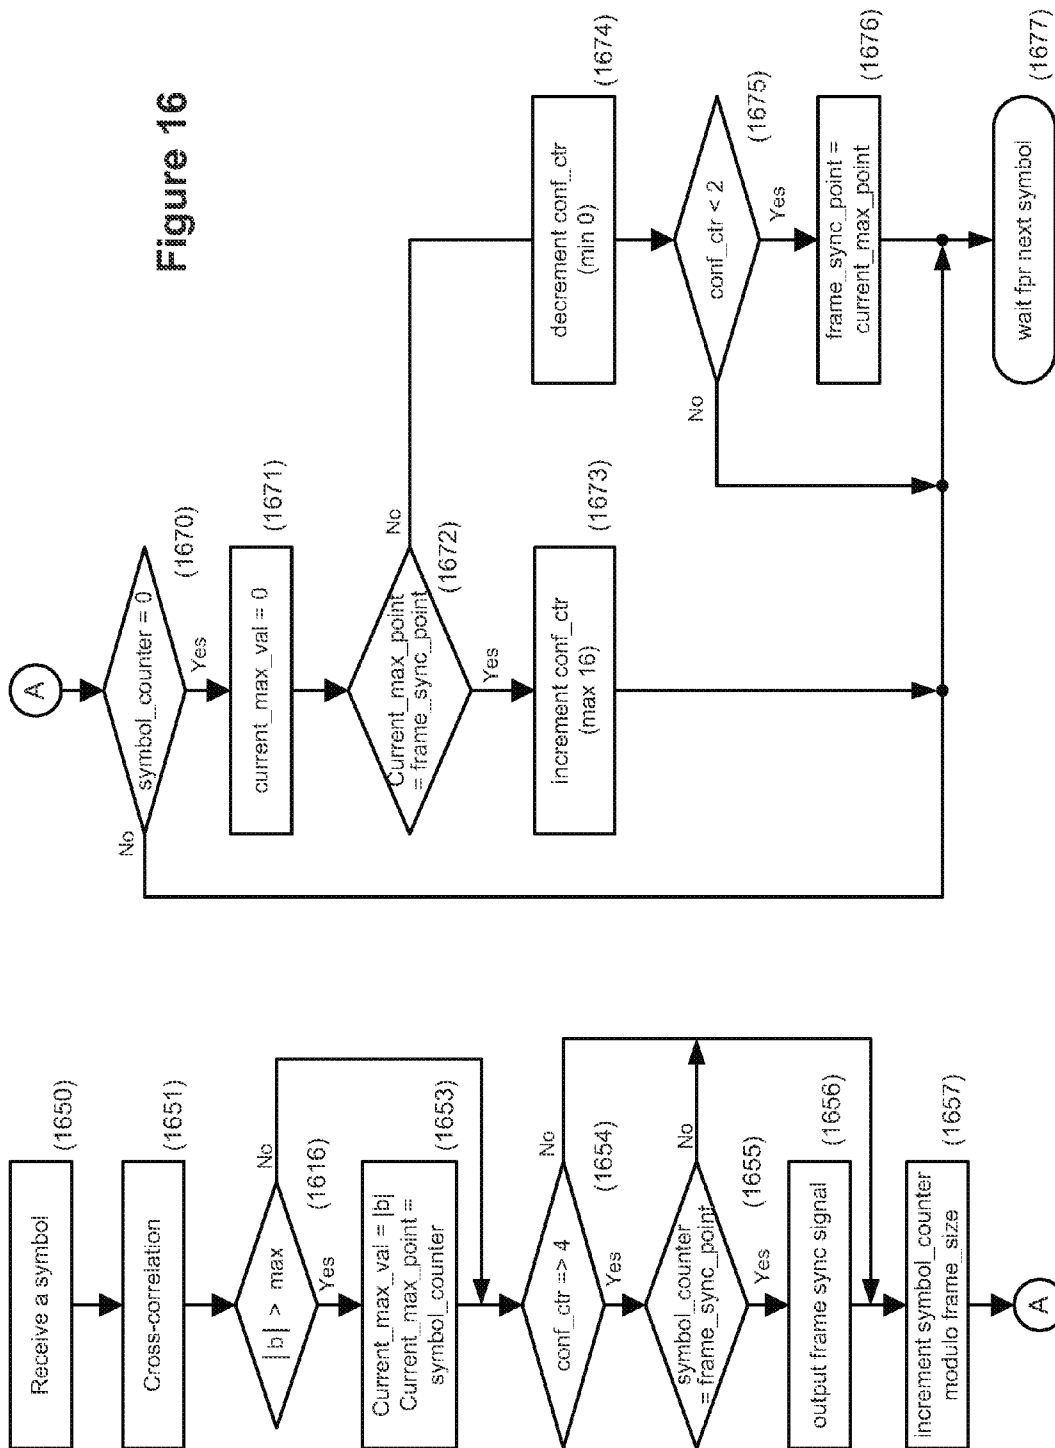 Figure 16
Receive a symbol
(1650)
Cross-correlation
(1651)
|b| > max
(1616)
No
Yes
Current_max_val = |b|
Current_max_point =
symbol_counter
(1653)
conf_ctr => 4
(1654)
No
Yes
symbol_counter
= frame_sync_point
(1655)
No
Yes
output frame sync signal
(1656)
increment symbol_counter
modulo frame_size
(1657)
A
A
symbol_counter = 0
(1670)
No
Yes
current_max_val = 0
(1671)
Current_max_point
= frame_sync_point
(1672)
No
Yes
increment conf_ctr
(max 16)
(1673)
decrement conf_ctr
(min 0)
(1674)
conf_ctr < 2
(1675)
No
Yes
frame_sync_point =
current_max_point
(1676)
wait fpr next symbol
(1677)